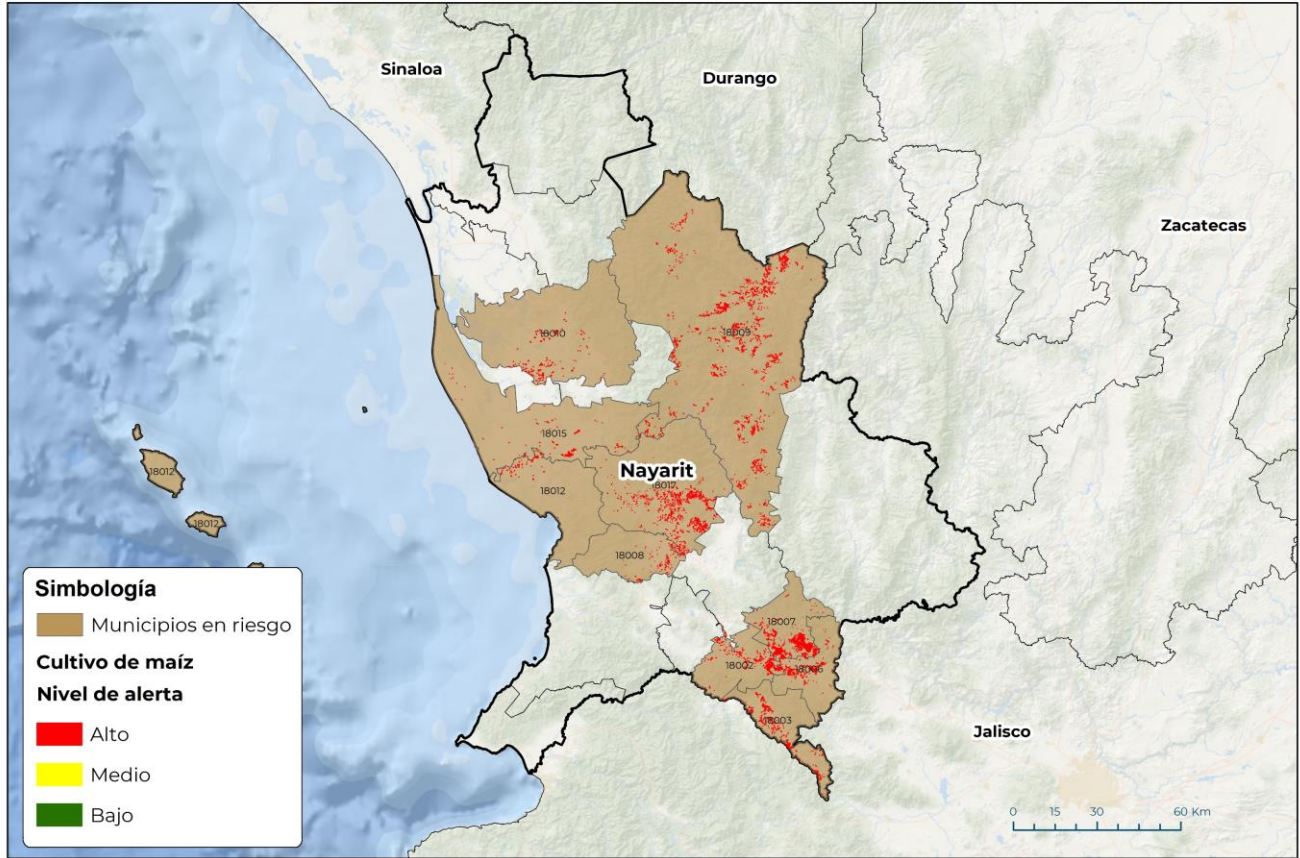 Sinaloa
Durango
Zacatecas
18010
18009
18015
Nayarit
18012
18017
18012
18012
18008
18007
18002
18006
18003
Jalisco
Simbología
Municipios en riesgo
Cultivo de maíz
Nivel de alerta
Alto
Medio
Bajo
0 15 30 60 Km